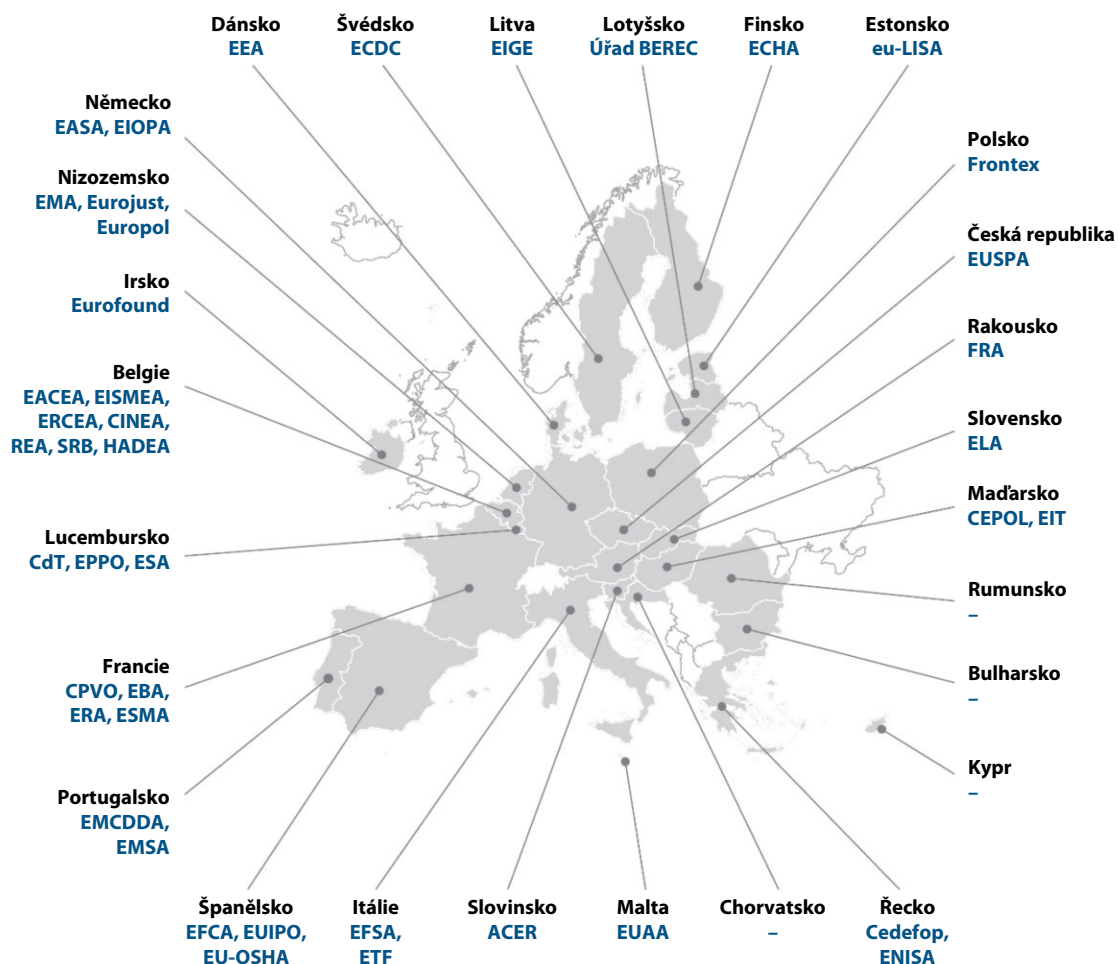 Dánsko
EEA
Švédsko
ECDC
Litva
EIGE
Lotyšsko
Úřad BEREC
Finsko
ECHA
Estonsko
eu-LISA
Německo
EASA, EIOPA
Nizozemsko
EMA, Eurojust,
Europol
Irsko
Eurofound
Belgie
EACEA, EISMEA,
ERCEA, CINEA,
REA, SRB, HADEA
Lucembursko
CdT, EPPO, ESA
Francie
CPVO, EBA,
ERA, ESMA
Portugalsko
EMCDDA,
EMSA
Polsko
Frontex
Česká republika
EUSPA
Rakousko
FRA
Slovensko
ELA
Maďarsko
CEPOL, EIT
Rumunsko
–
Bulharsko
–
Kypr
–
Španělsko
EFCA, EUIPO,
EU-OSHA
Itálie
EFSA,
ETF
Slovinsko
ACER
Malta
EUAA
Chorvatsko
–
Řecko
Cedefop,
ENISA